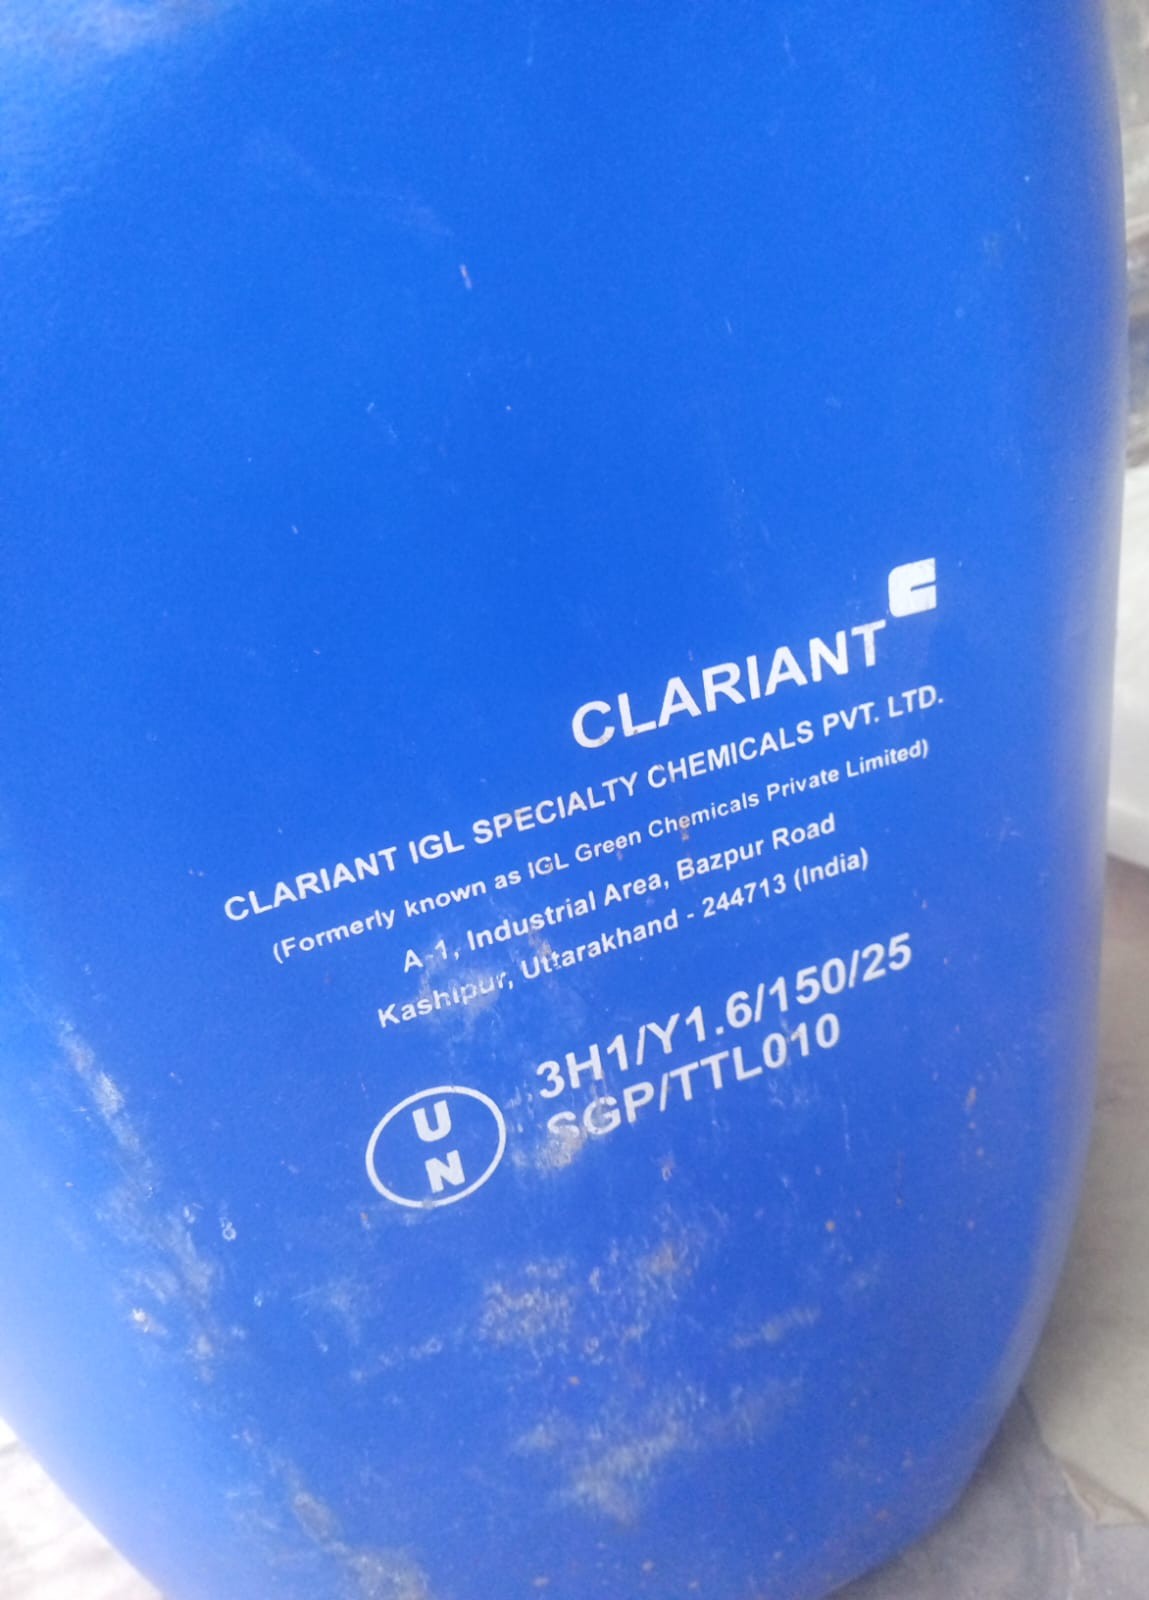 CLARIANT
CLARIANT IGL SPECIALTY CHEMICALS PVT. LTD.
(Formerly known as IGL Green Chemicals Private Limited)
A-1, Industrial Area, Bazpur Road
Kashipur, Uttarakhand - 244713 (India)
3H1/Y1.6/150/25
SGP/TTL010
U
N